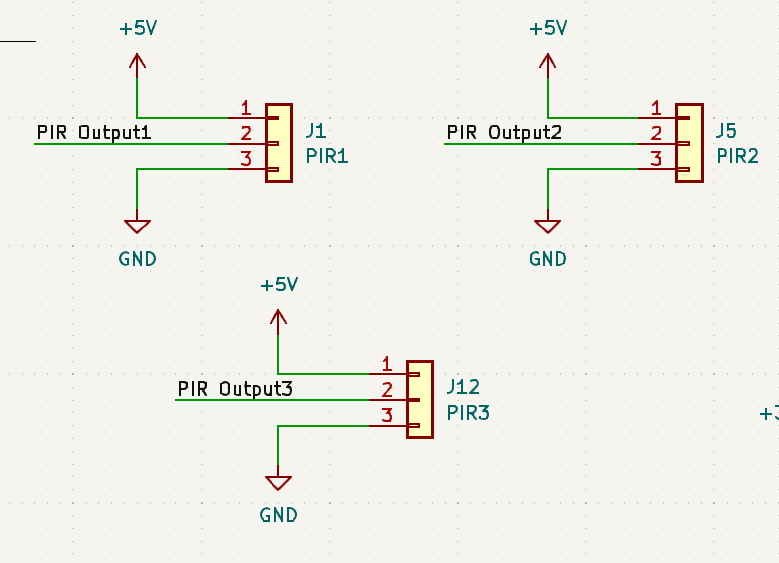 +5V
+5V
1
PIR Output1
2
J1
3
PIR1
1
PIR Output2
2
J5
3
PIR2
GND
GND
+5V
1
PIR Output3
2
J12
3
PIR3
GND